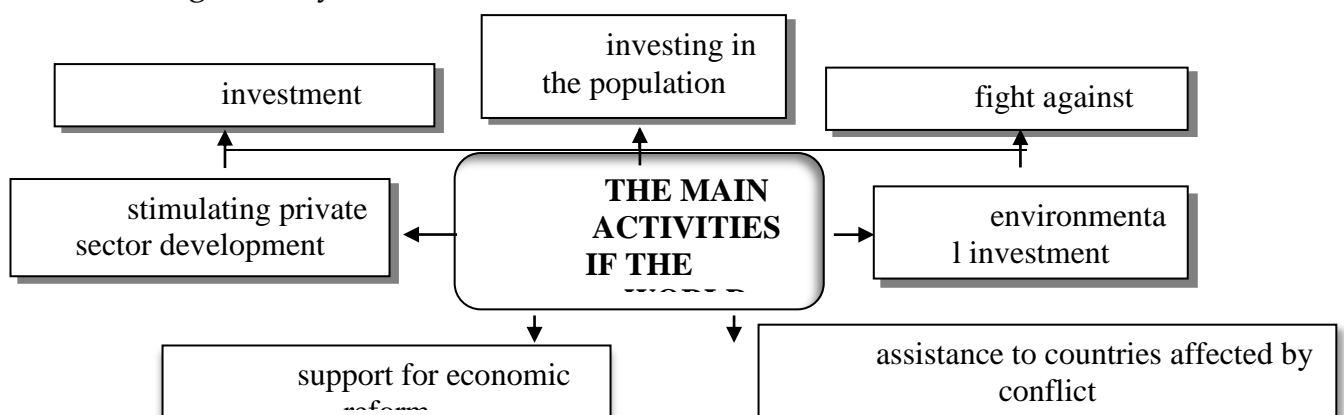 investing in
the population
investment
fight against
THE MAIN
ACTIVITIES
IF THE
stimulating private
sector development
environmenta
l investment
support for economic
reform
assistance to countries affected by
conflict